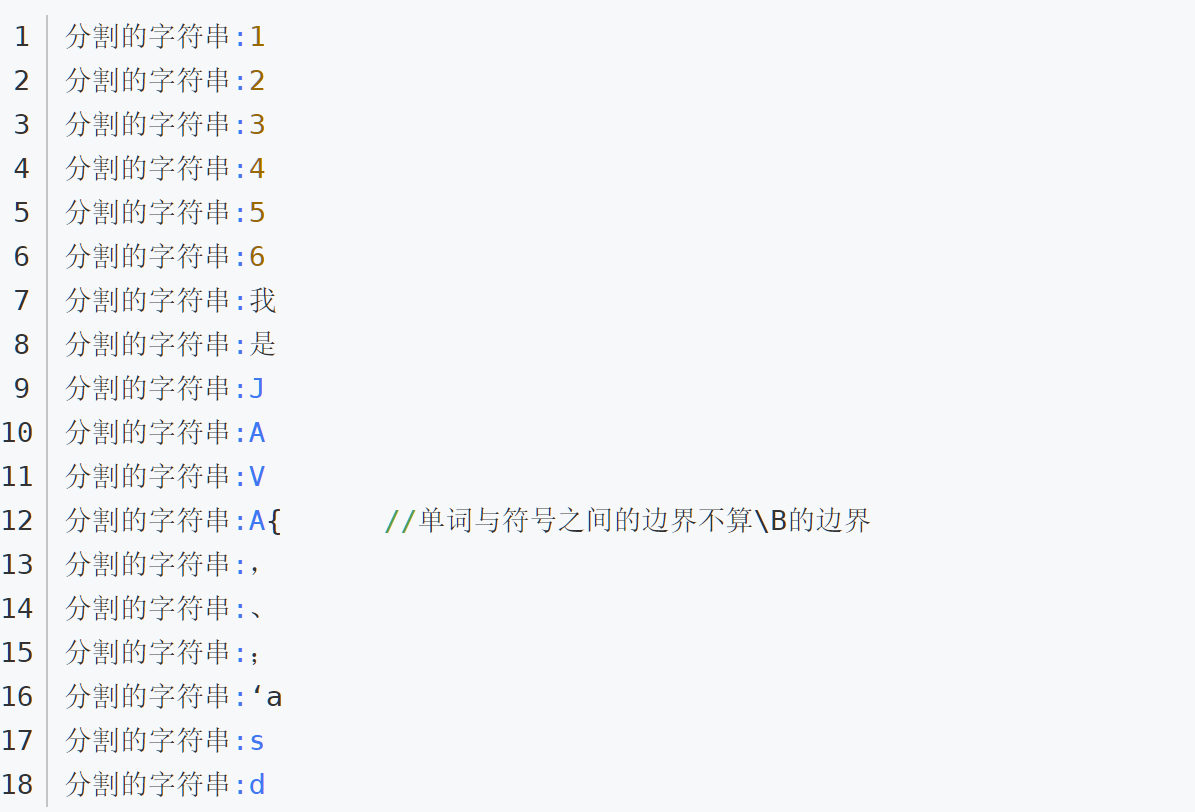 1 分割的字符串:1
2 分割的字符串:2
3 分割的字符串:3
4 分割的字符串:4
5 分割的字符串:5
6 分割的字符串:6
7 分割的字符串:我
8 分割的字符串:是
9 分割的字符串:J
10 分割的字符串:A
11 分割的字符串:V
12 分割的字符串:A{ //单词与符号之间的边界不算\B的边界
13 分割的字符串:，
14 分割的字符串:、
15 分割的字符串:；
16 分割的字符串:‘a
17 分割的字符串:s
18 分割的字符串:d